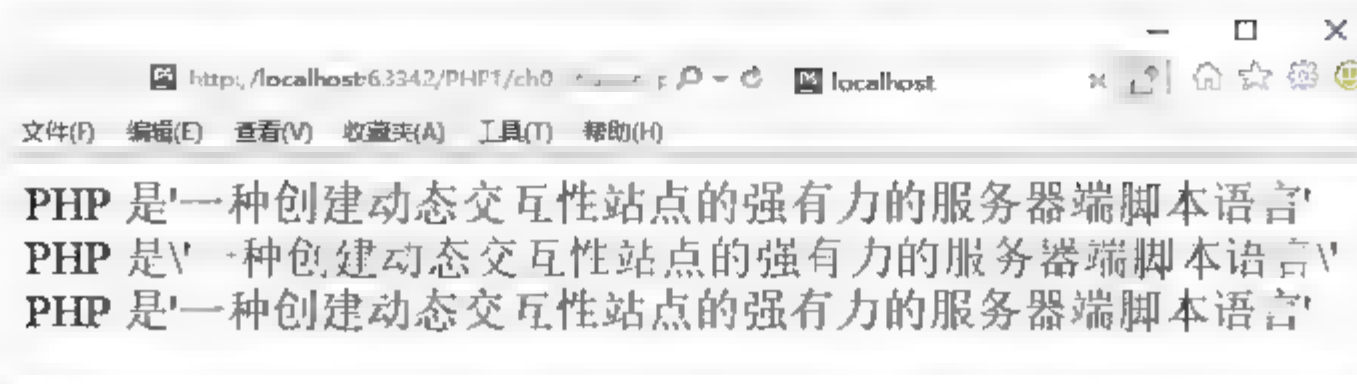 http://localhost:63342/PHP1/ch0 localhost
文件(F) 编辑(E) 查看(V) 收藏夹(A) 工具(T) 帮助(H)
PHP 是'一种创建动态交互性站点的强有力的服务器端脚本语言'
PHP 是\'一种创建动态交互性站点的强有力的服务器端脚本语言\'
PHP 是'一种创建动态交互性站点的强有力的服务器端脚本语言'